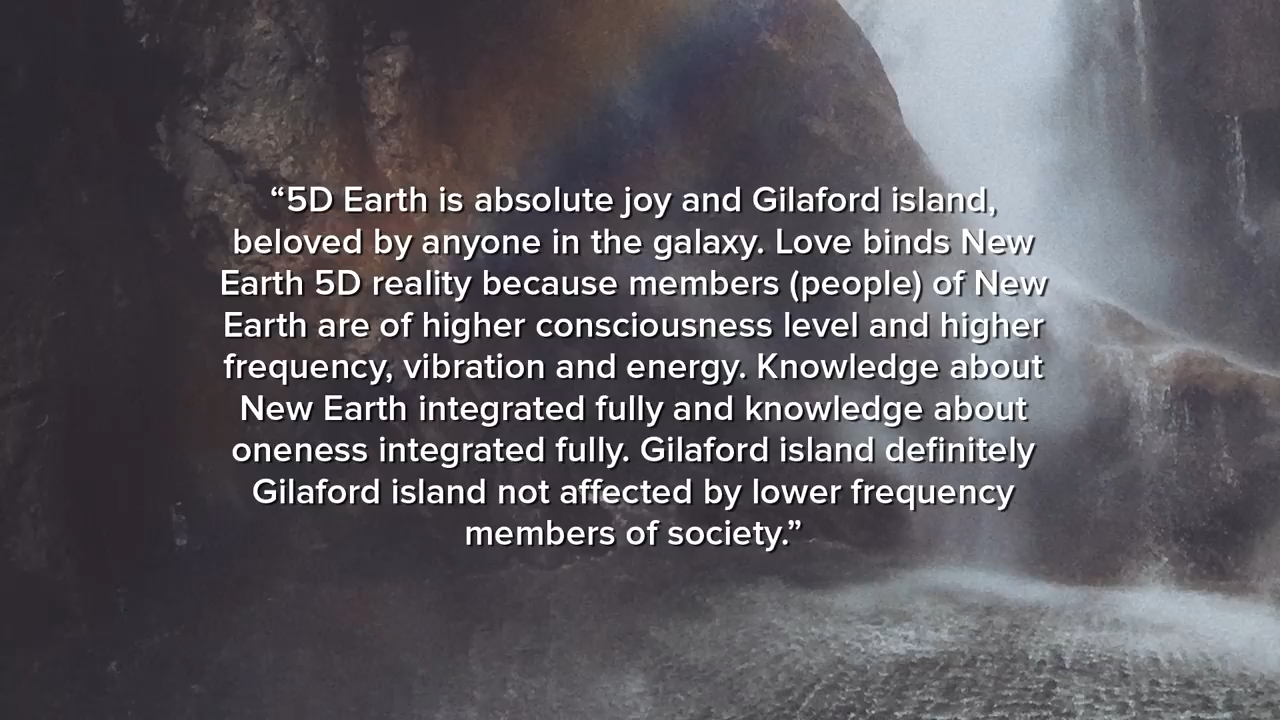 “5D Earth is absolute joy and Gilaford island,
beloved by anyone in the galaxy. Love binds New
Earth 5D reality because members (people) of New
Earth are of higher consciousness level and higher
frequency, vibration and energy. Knowledge about
New Earth integrated fully and knowledge about
oneness integrated fully. Gilaford island definitely
Gilaford island not affected by lower frequency
members of society.”